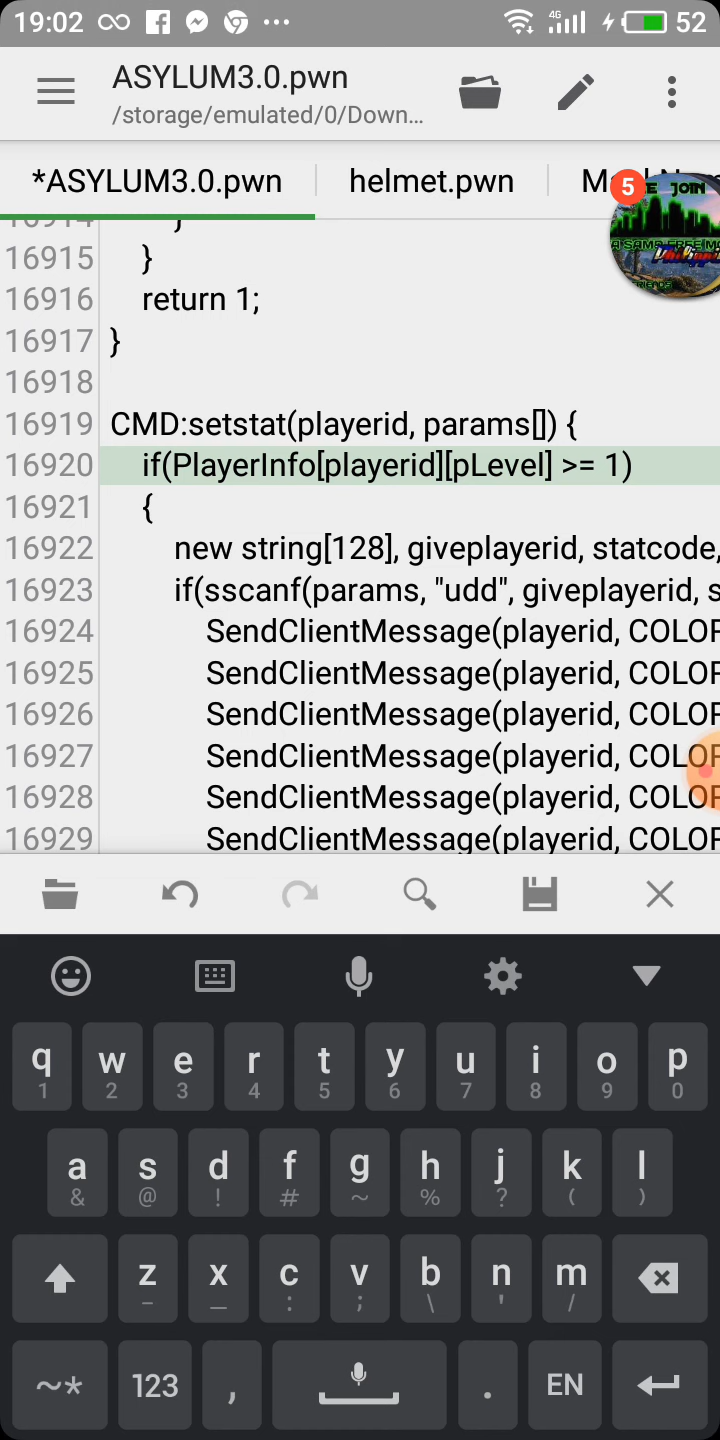 19:02 4G 52
ASYLUM3.0.pwn
/storage/emulated/0/Down...
*ASYLUM3.0.pwn helmet.pwn
5 JOIN
16914 }
16915 }
16916 return 1;
16917 }
16918
16919 CMD:setstat(playerid, params[]) {
16920 if(PlayerInfo[playerid][pLevel] >= 1)
16921 {
16922 new string[128], giveplayerid, statcode,
16923 if(sscanf(params, "udd", giveplayerid, s
16924 SendClientMessage(playerid, COLOR
16925 SendClientMessage(playerid, COLOR
16926 SendClientMessage(playerid, COLOR
16927 SendClientMessage(playerid, COLOR
16928 SendClientMessage(playerid, COLOR
16929 SendClientMessage(playerid, COLOR
q w e r t y u i o p
1 2 3 4 5 6 7 8 9 0
a s d f g h j k l
& @ ! # ~ % ? ( )
z x c v b n m
- _ : ; \ ' /
~* 123 , . EN